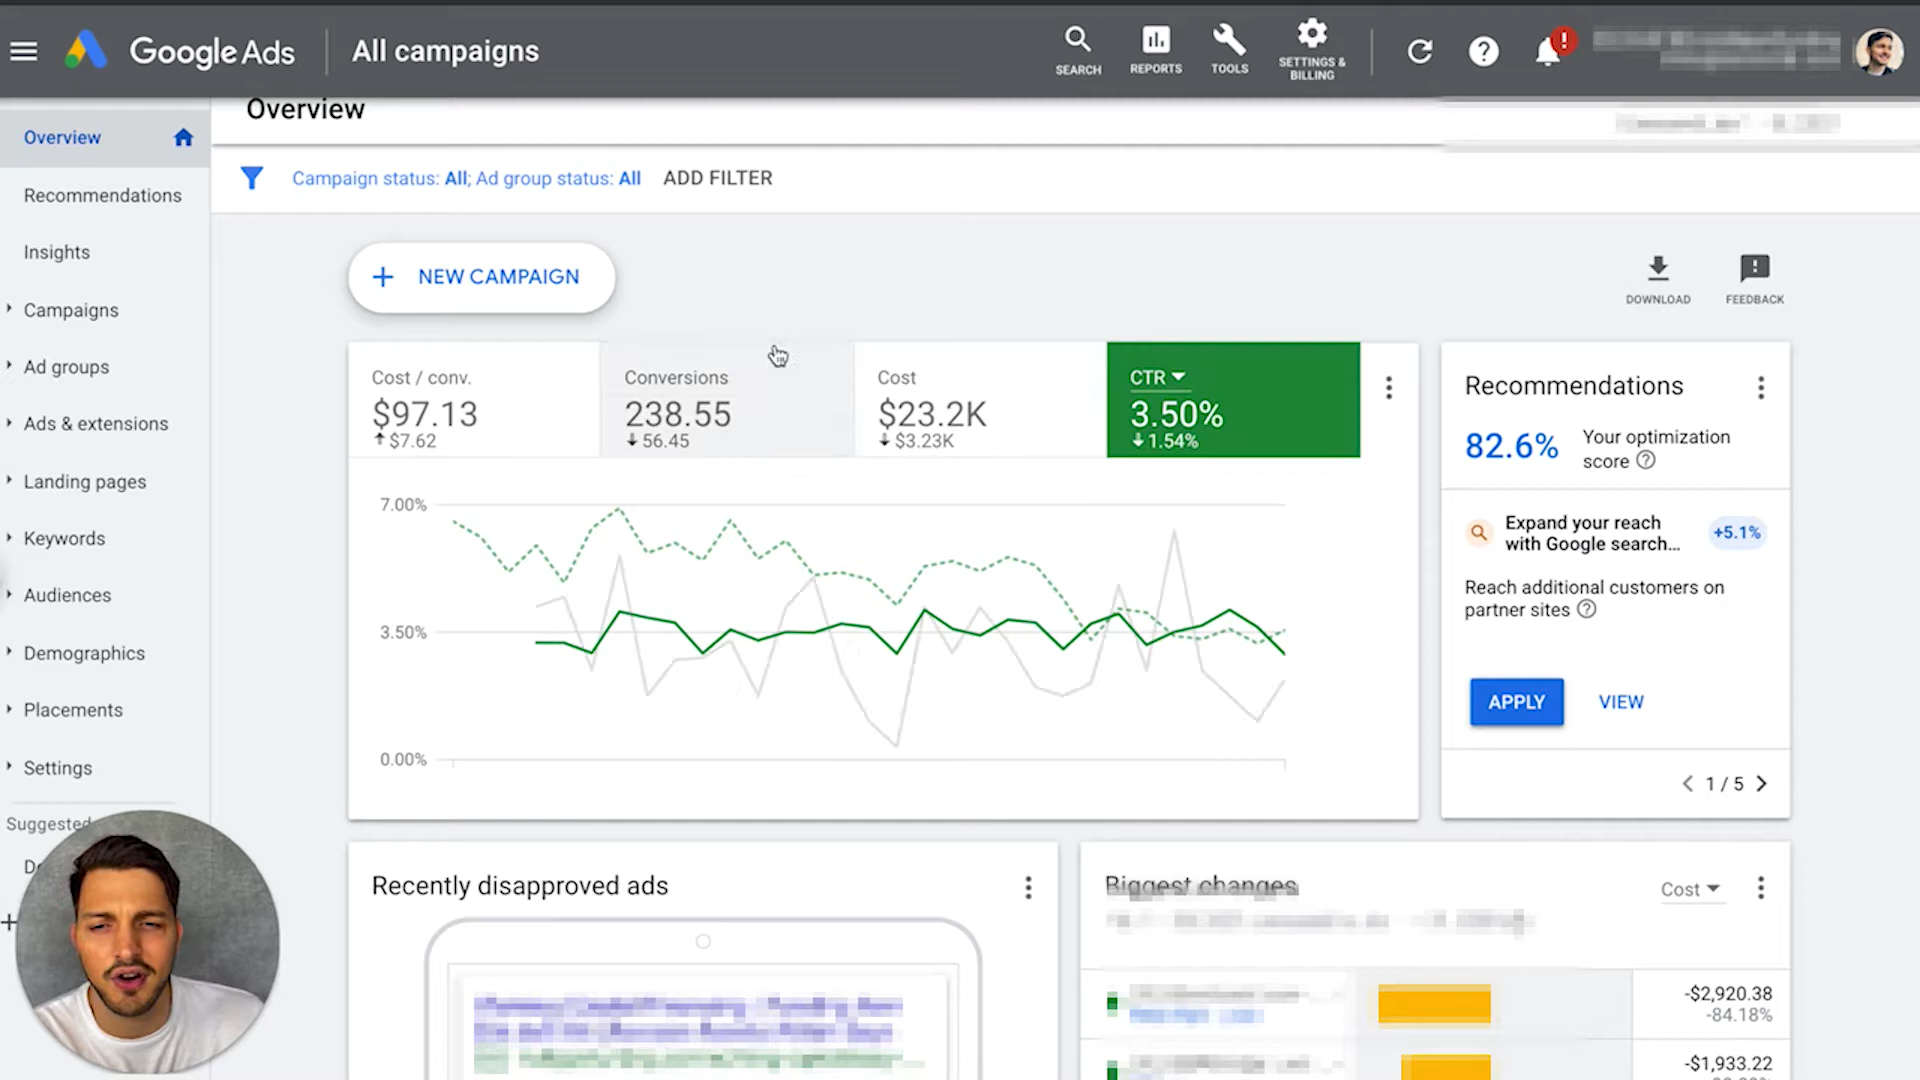 Google Ads
All campaigns
SEARCH
REPORTS
TOOLS
SETTINGS & BILLING
Overview
Overview
Recommendations
Insights
Campaigns
Ad groups
Ads & extensions
Landing pages
Keywords
Audiences
Demographics
Placements
Settings
Suggested
Campaign status: All; Ad group status: All ADD FILTER
NEW CAMPAIGN
DOWNLOAD
FEEDBACK
Cost / conv.
$97.13
$7.62
Conversions
238.55
56.45
Cost
$23.2K
$3.23K
CTR
3.50%
1.54%
7.00%
3.50%
0.00%
Recommendations
82.6%
Your optimization
score
Expand your reach
with Google search...
+5.1%
Reach additional customers on
partner sites
APPLY
VIEW
1 / 5
Recently disapproved ads
Biggest changes
Cost
-$2,920.38
-84.18%
-$1,933.22